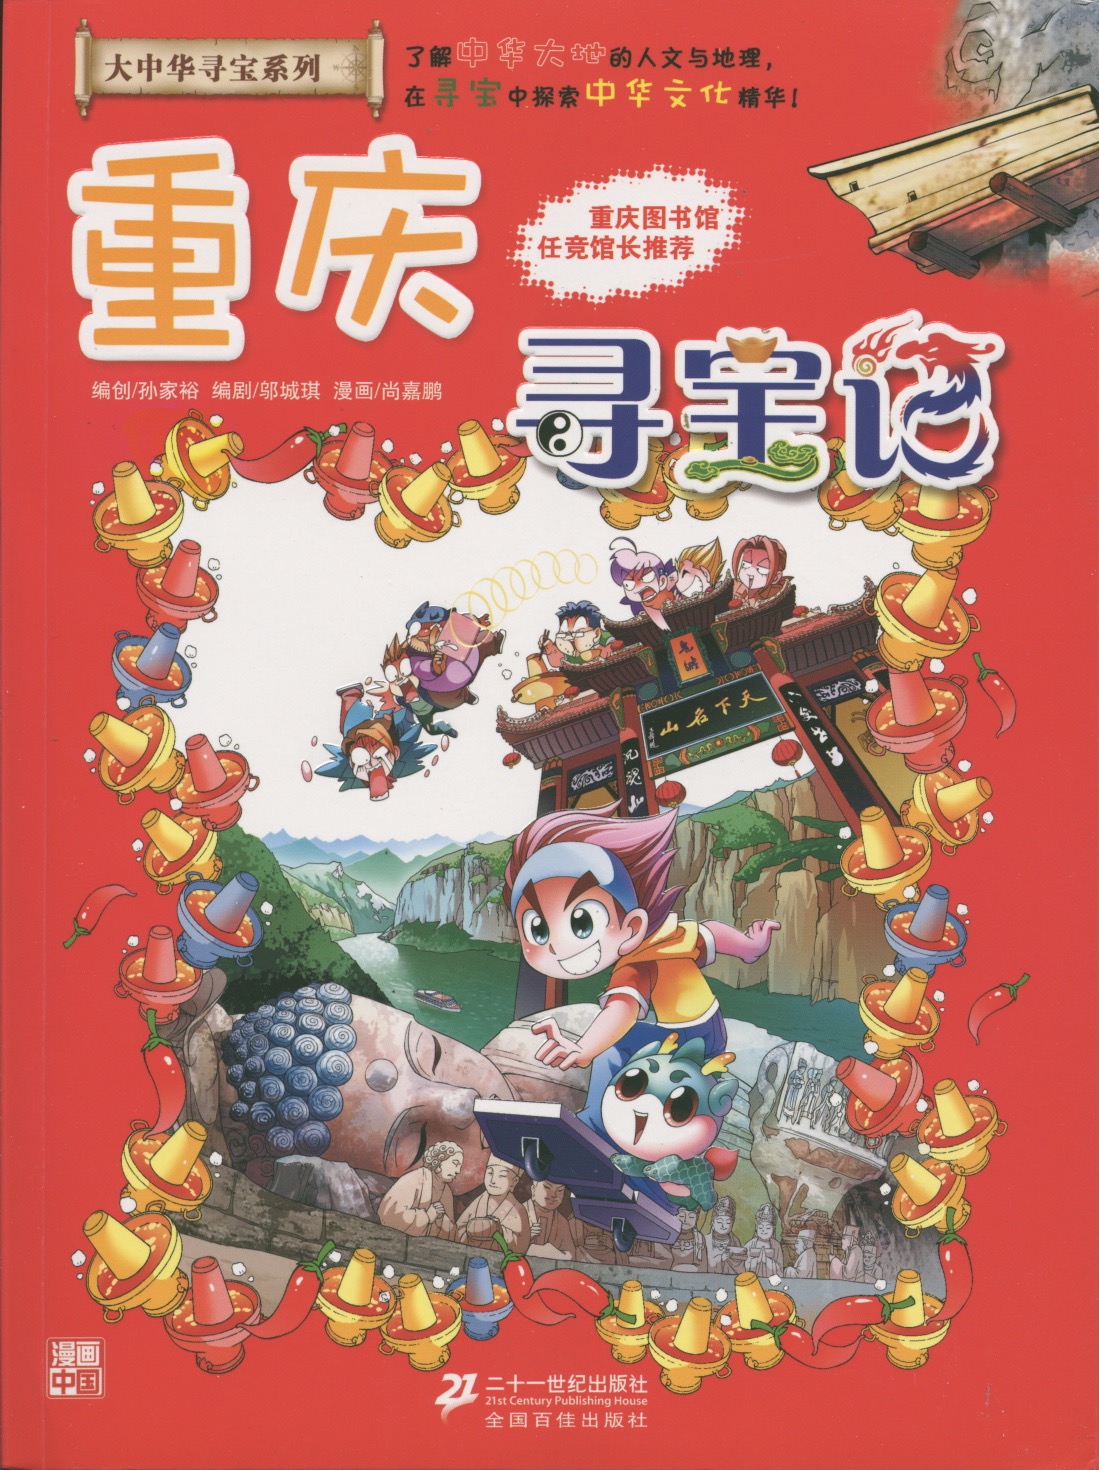 大中华寻宝系列
了解中华大地的人文与地理，
在寻宝中探索中华文化精华！
重庆
重庆图书馆
任竞馆长推荐
寻宝记
编创/孙家裕 编剧/邬城琪 漫画/尚嘉鹏
鬼城
天下名山
漫画
中国
21 二十一世纪出版社
21st Century Publishing House
全国百佳出版社